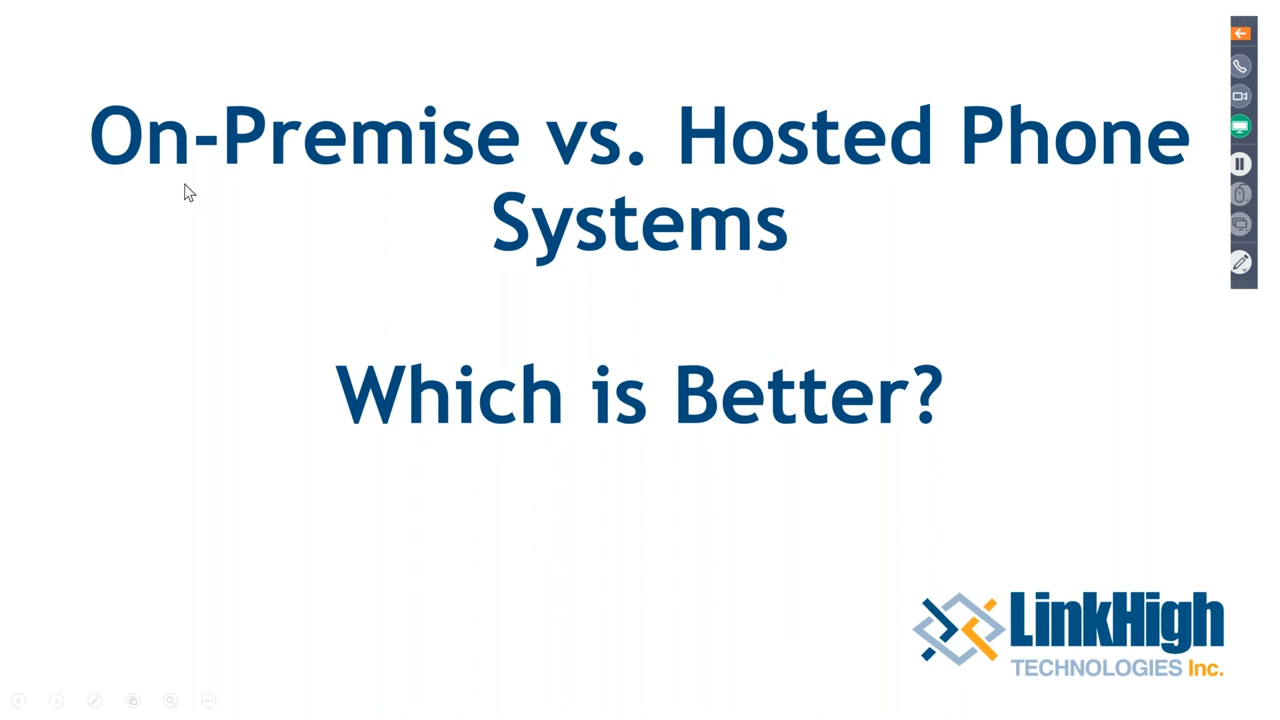 On-Premise vs. Hosted Phone
Systems
Which is Better?
LinkHigh
TECHNOLOGIES Inc.